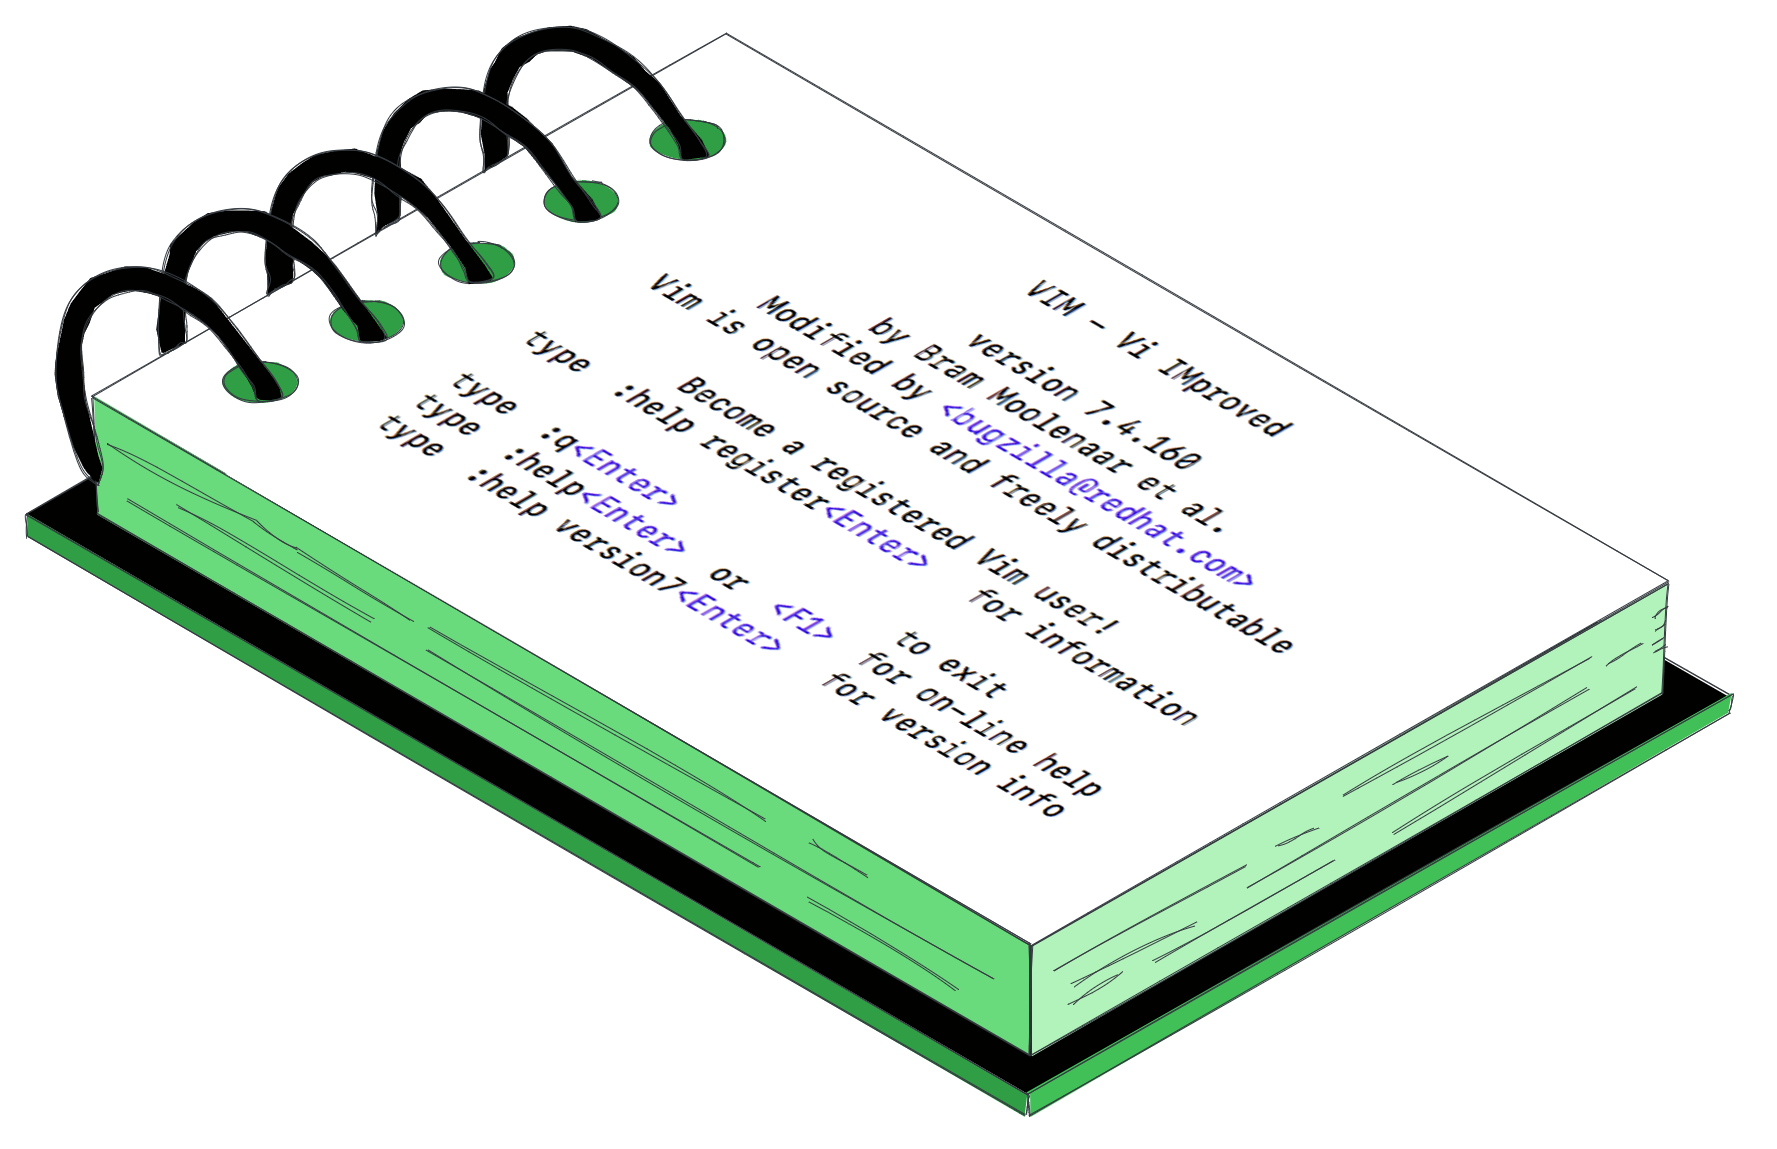 VIM - Vi IMproved
version 7.4.160
by Bram Moolenaar et al.
Modified by <bugzilla@redhat.com>
Vim is open source and freely distributable
Become a registered Vim user!
type :help register<Enter> for information
type :q<Enter> to exit
type :help<Enter> or <F1> for on-line help
type :help version7<Enter> for version info